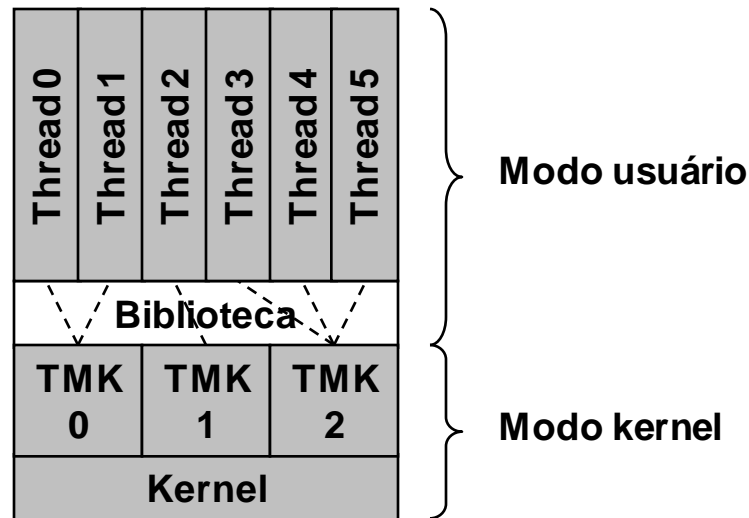 Thread 0
Thread 1
Thread 2
Thread 3
Thread 4
Thread 5
Modo usuário
Biblioteca
TMK 0
TMK 1
TMK 2
Modo kernel
Kernel